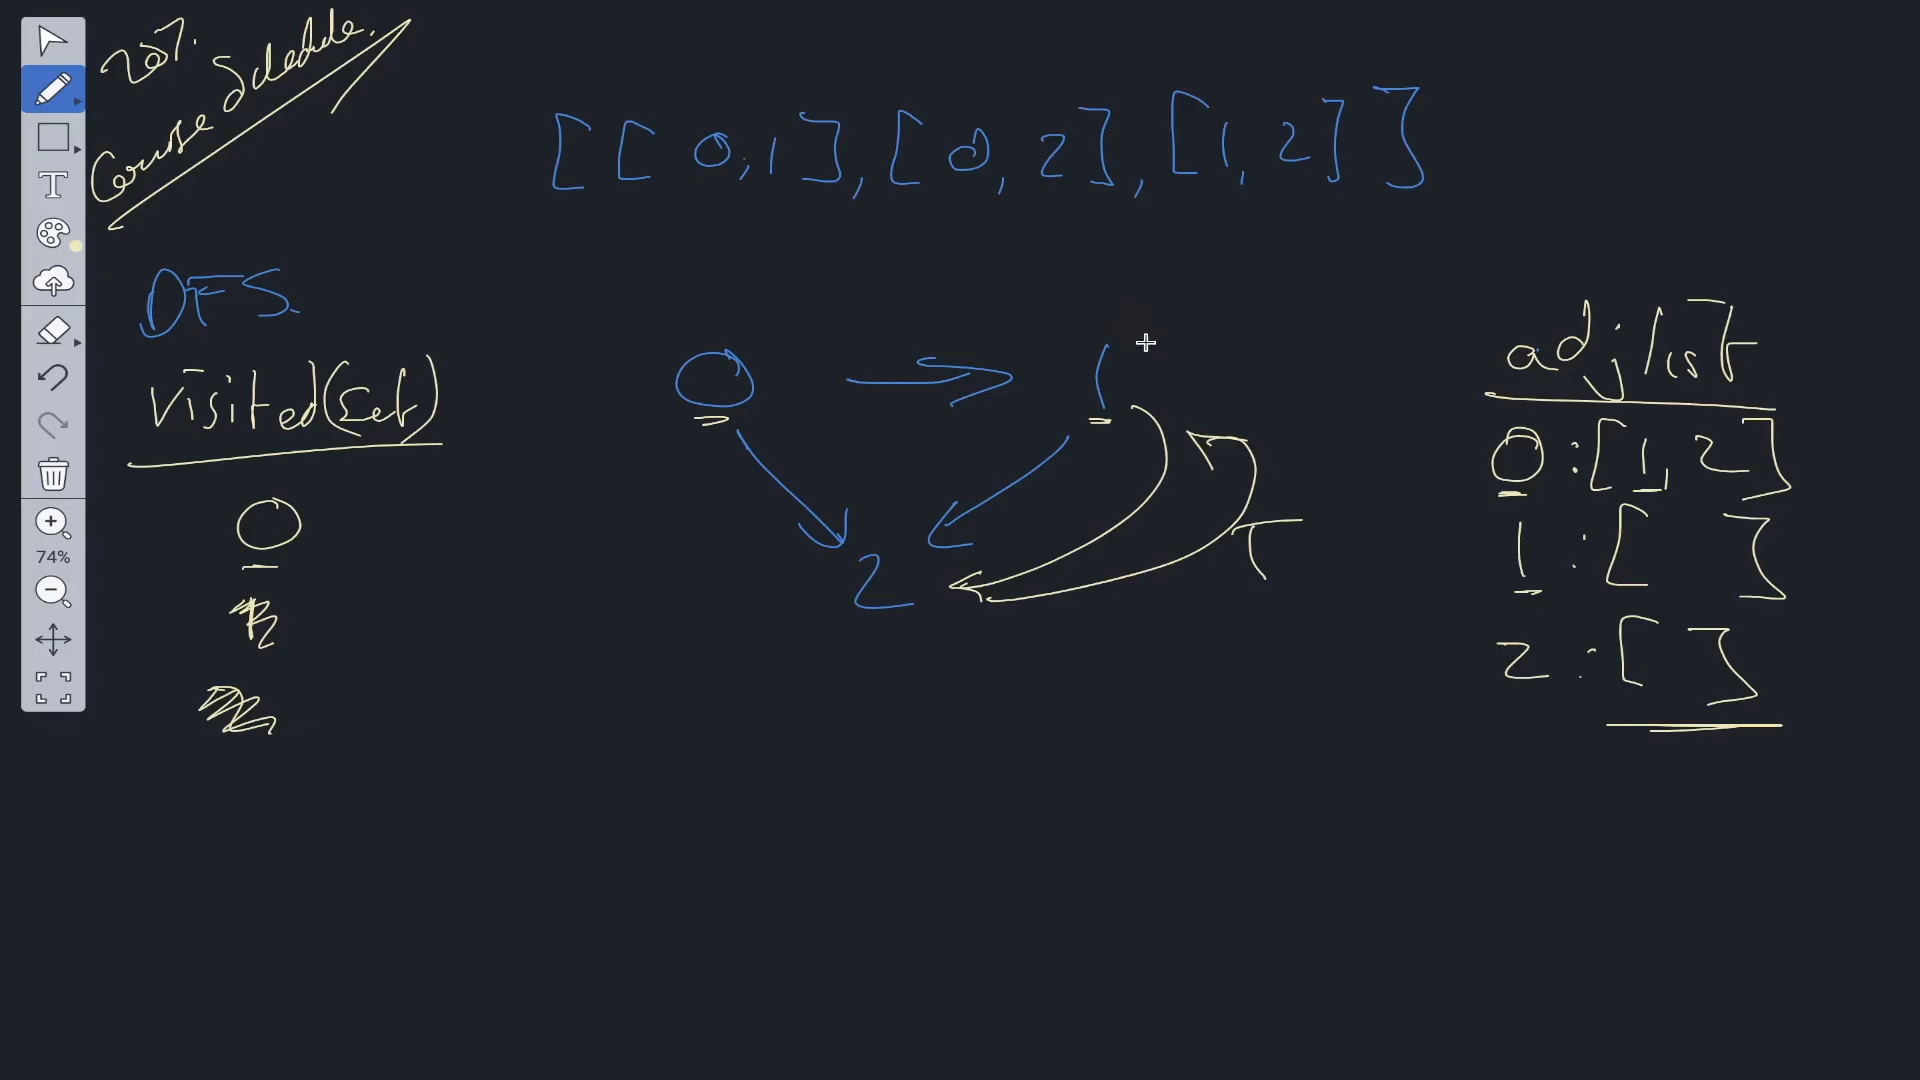 207.
Course Schedule.
[[0,1],[0,2],[1,2]]
DFS.
Visited(Set)
0
0
1
2
T
adjlist
0:[1,2]
1:[ ]
2:[ ]
T
74%